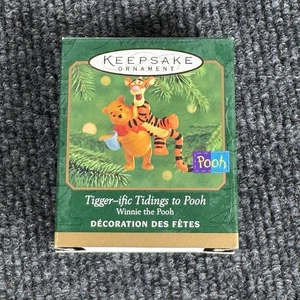 KEEPSAKE
ORNAMENT
Pooh
Tigger-ific Tidings to Pooh
Winnie the Pooh
DÉCORATION DES FÊTES